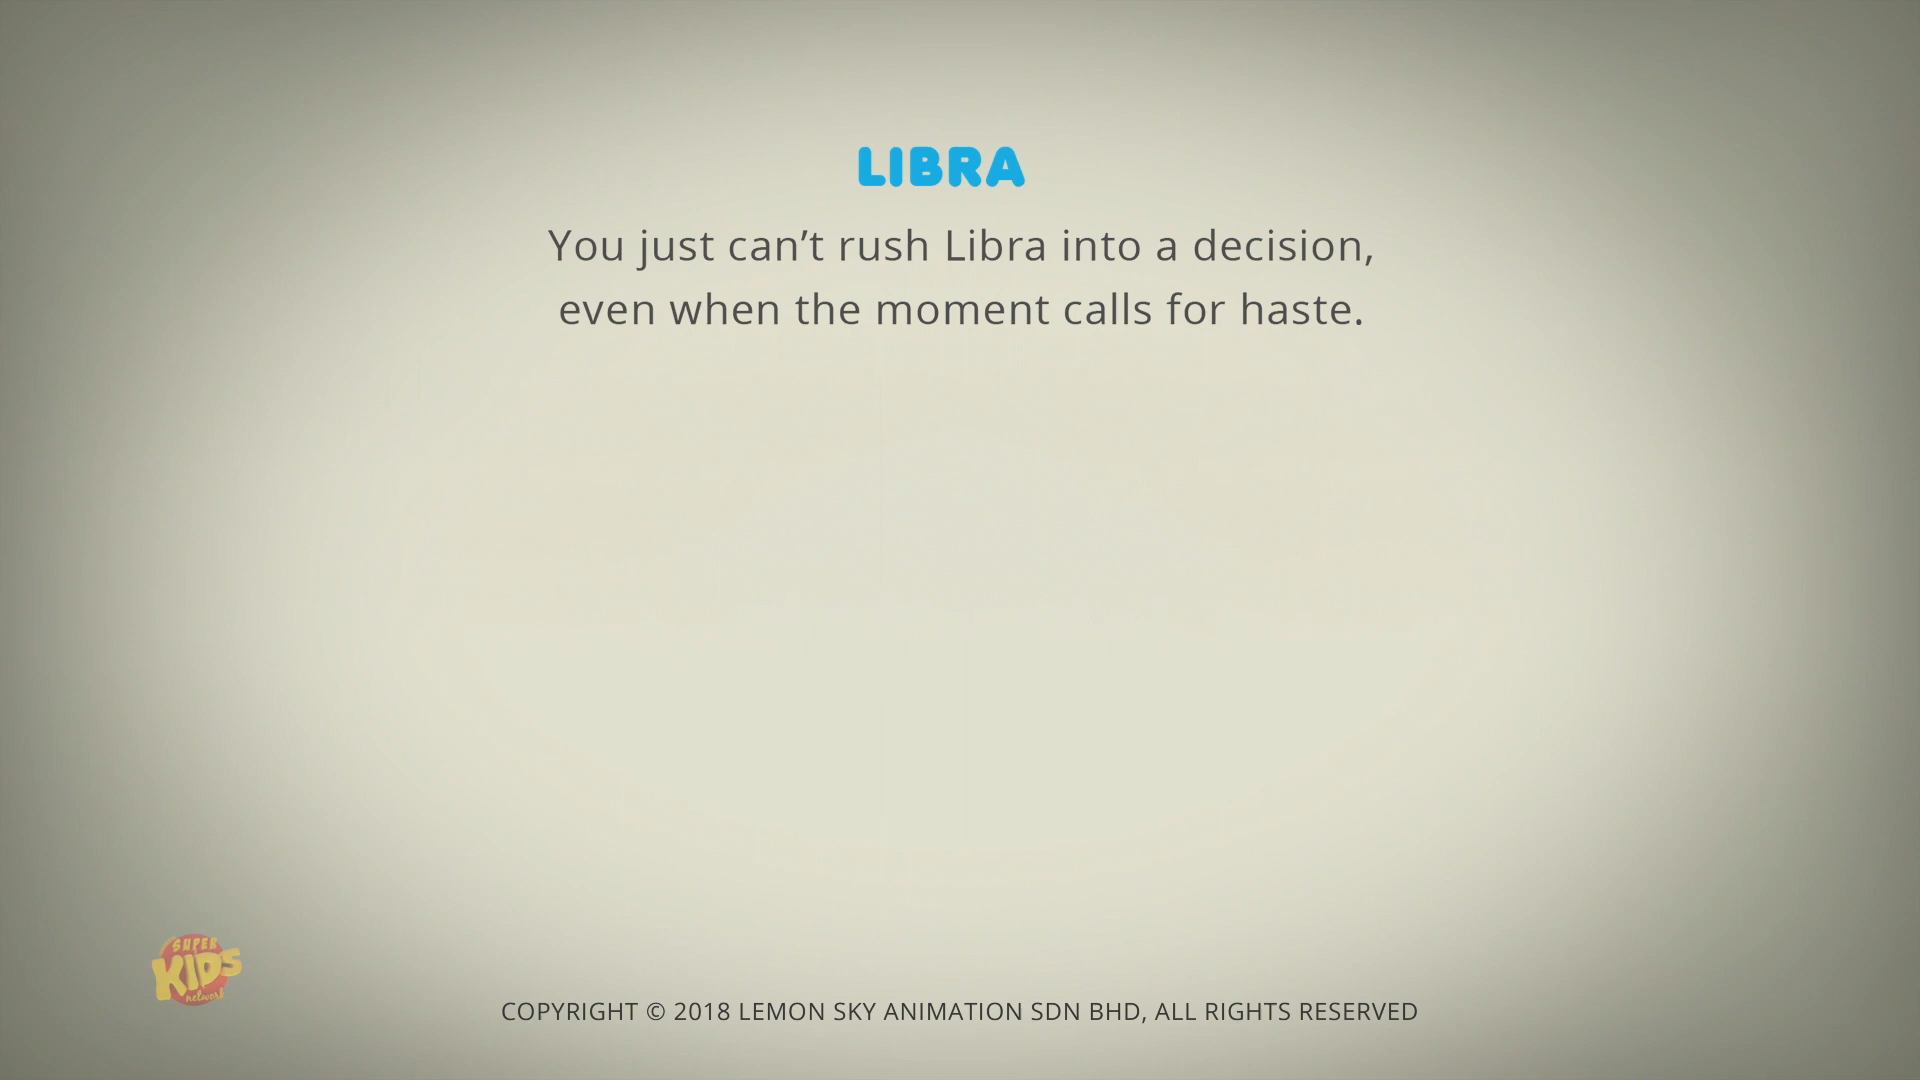 LIBRA
You just can’t rush Libra into a decision,
even when the moment calls for haste.
SUPER
KIDS
network
COPYRIGHT © 2018 LEMON SKY ANIMATION SDN BHD, ALL RIGHTS RESERVED